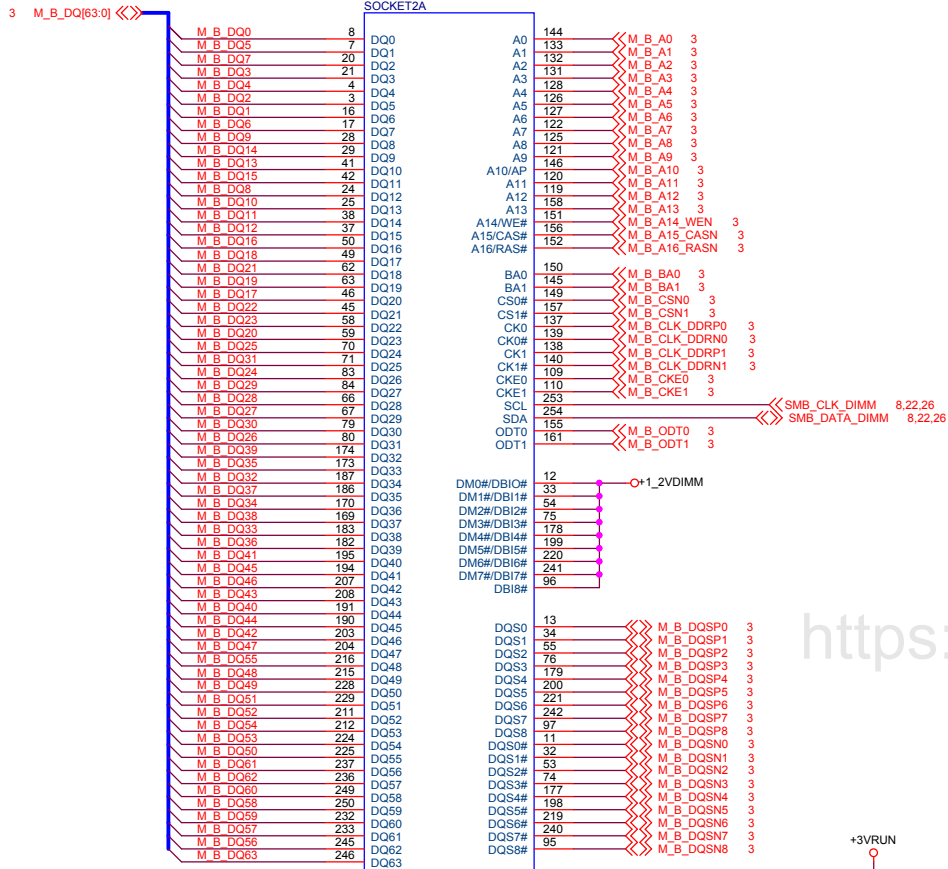 SOCKET2A
3 M_B_DQ[63:0]
M_B_DQ0 8 DQ0
M_B_DQ5 7 DQ1
M_B_DQ7 20 DQ2
M_B_DQ3 21 DQ3
M_B_DQ4 4 DQ4
M_B_DQ2 3 DQ5
M_B_DQ1 16 DQ6
M_B_DQ6 17 DQ7
M_B_DQ9 28 DQ8
M_B_DQ14 29 DQ9
M_B_DQ13 41 DQ10
M_B_DQ15 42 DQ11
M_B_DQ8 24 DQ12
M_B_DQ10 25 DQ13
M_B_DQ11 38 DQ14
M_B_DQ12 37 DQ15
M_B_DQ16 50 DQ16
M_B_DQ18 49 DQ17
M_B_DQ21 62 DQ18
M_B_DQ19 63 DQ19
M_B_DQ17 46 DQ20
M_B_DQ22 45 DQ21
M_B_DQ23 58 DQ22
M_B_DQ20 59 DQ23
M_B_DQ25 70 DQ24
M_B_DQ31 71 DQ25
M_B_DQ24 83 DQ26
M_B_DQ29 84 DQ27
M_B_DQ28 66 DQ28
M_B_DQ27 67 DQ29
M_B_DQ30 79 DQ30
M_B_DQ26 80 DQ31
M_B_DQ39 174 DQ32
M_B_DQ35 173 DQ33
M_B_DQ32 187 DQ34
M_B_DQ37 186 DQ35
M_B_DQ34 170 DQ36
M_B_DQ38 169 DQ37
M_B_DQ33 183 DQ38
M_B_DQ36 182 DQ39
M_B_DQ41 195 DQ40
M_B_DQ45 194 DQ41
M_B_DQ46 207 DQ42
M_B_DQ43 208 DQ43
M_B_DQ40 191 DQ44
M_B_DQ44 190 DQ45
M_B_DQ42 203 DQ46
M_B_DQ47 204 DQ47
M_B_DQ55 216 DQ48
M_B_DQ48 215 DQ49
M_B_DQ49 228 DQ50
M_B_DQ51 229 DQ51
M_B_DQ52 211 DQ52
M_B_DQ54 212 DQ53
M_B_DQ53 224 DQ54
M_B_DQ50 225 DQ55
M_B_DQ61 237 DQ56
M_B_DQ62 236 DQ57
M_B_DQ60 249 DQ58
M_B_DQ58 250 DQ59
M_B_DQ59 232 DQ60
M_B_DQ57 233 DQ61
M_B_DQ56 245 DQ62
M_B_DQ63 246 DQ63
A0 144 M_B_A0 3
A1 133 M_B_A1 3
A2 132 M_B_A2 3
A3 131 M_B_A3 3
A4 128 M_B_A4 3
A5 126 M_B_A5 3
A6 127 M_B_A6 3
A7 122 M_B_A7 3
A8 125 M_B_A8 3
A9 121 M_B_A9 3
A10/AP 146 M_B_A10 3
A11 120 M_B_A11 3
A12 119 M_B_A12 3
A13 158 M_B_A13 3
A14/WE# 151 M_B_A14_WEN 3
A15/CAS# 156 M_B_A15_CASN 3
A16/RAS# 152 M_B_A16_RASN 3
BA0 150 M_B_BA0 3
BA1 145 M_B_BA1 3
CS0# 149 M_B_CSN0 3
CS1# 157 M_B_CSN1 3
CK0 137 M_B_CLK_DDRP0 3
CK0# 139 M_B_CLK_DDRN0 3
CK1 138 M_B_CLK_DDRP1 3
CK1# 140 M_B_CLK_DDRN1 3
CKE0 109 M_B_CKE0 3
CKE1 110 M_B_CKE1 3
SCL 253 SMB_CLK_DIMM 8,22,26
SDA 254 SMB_DATA_DIMM 8,22,26
ODT0 155 M_B_ODT0 3
ODT1 161 M_B_ODT1 3
DM0#/DBIO# 12 +1_2VDIMM
DM1#/DBI1# 33
DM2#/DBI2# 54
DM3#/DBI3# 75
DM4#/DBI4# 178
DM5#/DBI5# 199
DM6#/DBI6# 220
DM7#/DBI7# 241
DBI8# 96
DQS0 13 M_B_DQSP0 3
DQS1 34 M_B_DQSP1 3
DQS2 55 M_B_DQSP2 3
DQS3 76 M_B_DQSP3 3
DQS4 179 M_B_DQSP4 3
DQS5 200 M_B_DQSP5 3
DQS6 221 M_B_DQSP6 3
DQS7 242 M_B_DQSP7 3
DQS8 97 M_B_DQSP8 3
DQS0# 11 M_B_DQSN0 3
DQS1# 32 M_B_DQSN1 3
DQS2# 53 M_B_DQSN2 3
DQS3# 74 M_B_DQSN3 3
DQS4# 177 M_B_DQSN4 3
DQS5# 198 M_B_DQSN5 3
DQS6# 219 M_B_DQSN6 3
DQS7# 240 M_B_DQSN7 3
DQS8# 95 M_B_DQSN8 3
https:
+3VRUN